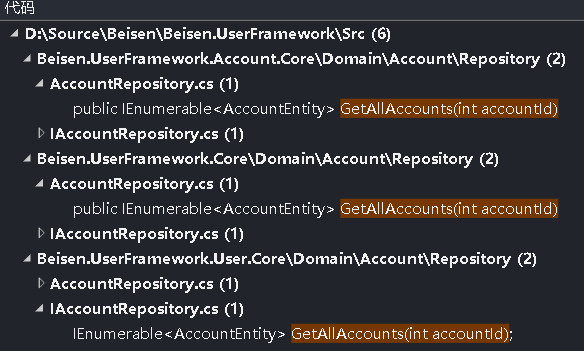 代码
D:\Source\Beisen\Beisen.UserFramework\Src (6)
Beisen.UserFramework.Account.Core\Domain\Account\Repository (2)
AccountRepository.cs (1)
public IEnumerable<AccountEntity> GetAllAccounts(int accountId)
IAccountRepository.cs (1)
Beisen.UserFramework.Core\Domain\Account\Repository (2)
AccountRepository.cs (1)
public IEnumerable<AccountEntity> GetAllAccounts(int accountId)
IAccountRepository.cs (1)
Beisen.UserFramework.User.Core\Domain\Account\Repository (2)
AccountRepository.cs (1)
IAccountRepository.cs (1)
IEnumerable<AccountEntity> GetAllAccounts(int accountId);